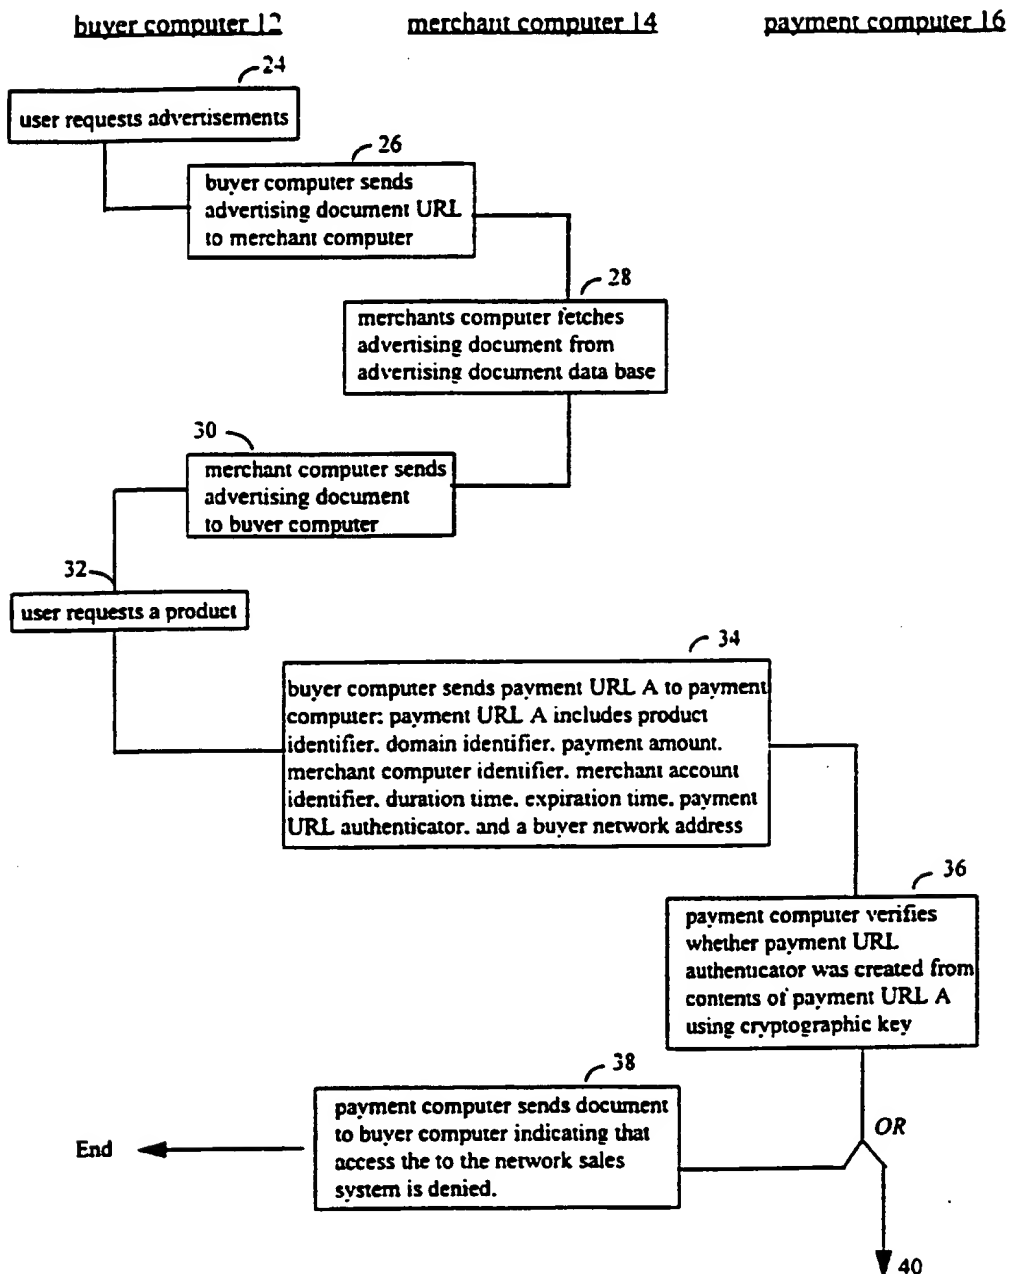 buyer computer 12 merchant computer 14 payment computer 16
24
user requests advertisements
26
buyer computer sends
advertising document URL
to merchant computer
28
merchants computer fetches
advertising document from
advertising document data base
30
merchant computer sends
advertising document
to buyer computer
32
user requests a product
34
buyer computer sends payment URL A to payment
computer: payment URL A includes product
identifier, domain identifier, payment amount,
merchant computer identifier, merchant account
identifier, duration time, expiration time, payment
URL authenticator, and a buyer network address
36
payment computer verifies
whether payment URL
authenticator was created from
contents of payment URL A
using cryptographic key
38
payment computer sends document
to buyer computer indicating that
access the to the network sales
system is denied.
End
OR
40